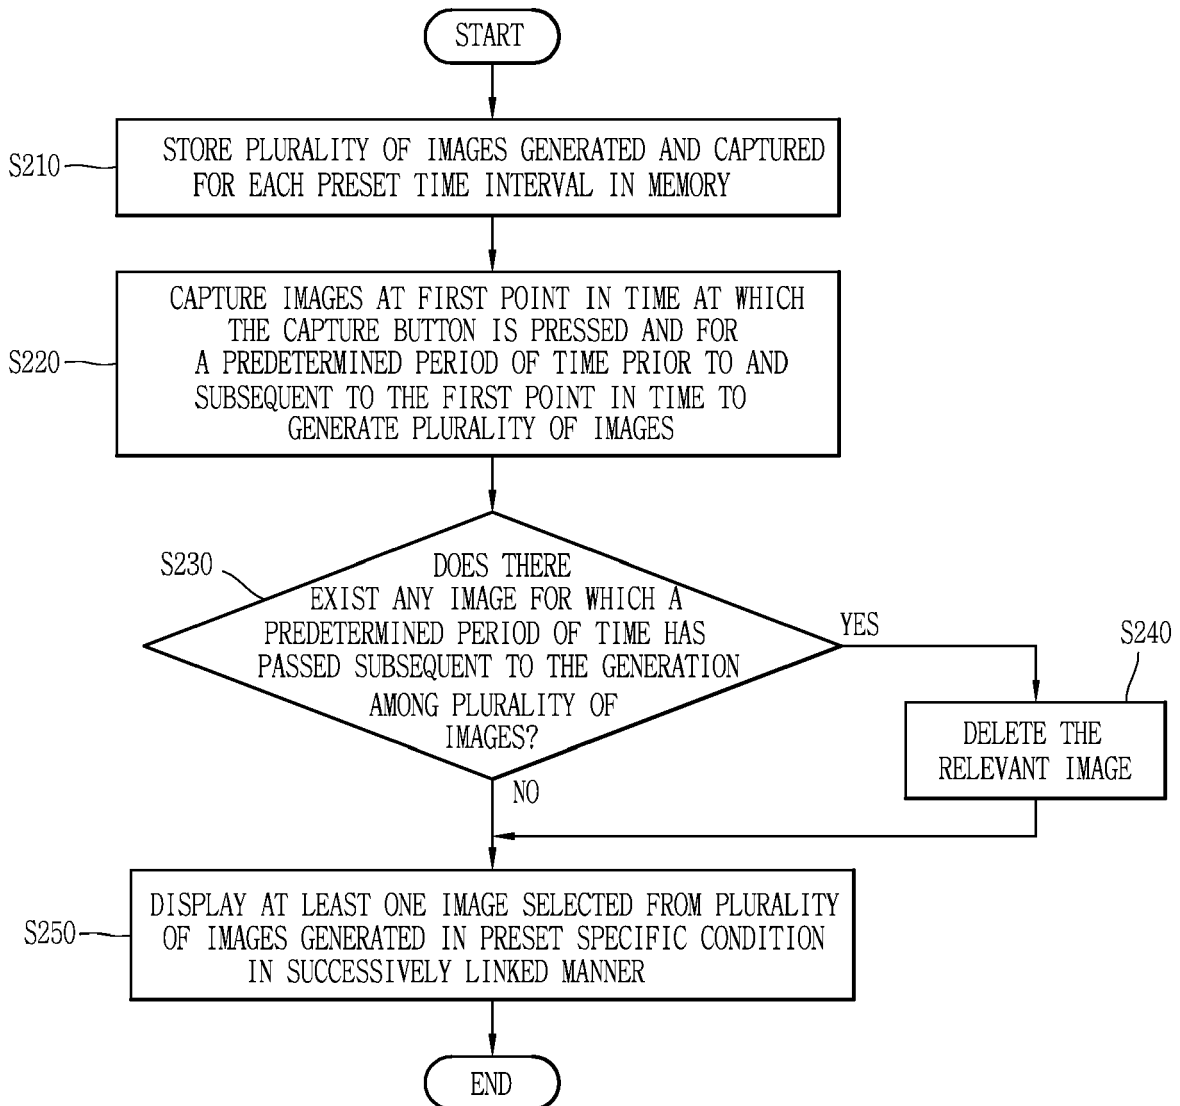 START
S210
STORE PLURALITY OF IMAGES GENERATED AND CAPTURED
FOR EACH PRESET TIME INTERVAL IN MEMORY
S220
CAPTURE IMAGES AT FIRST POINT IN TIME AT WHICH
THE CAPTURE BUTTON IS PRESSED AND FOR
A PREDETERMINED PERIOD OF TIME PRIOR TO AND
SUBSEQUENT TO THE FIRST POINT IN TIME TO
GENERATE PLURALITY OF IMAGES
S230
DOES THERE
EXIST ANY IMAGE FOR WHICH A
PREDETERMINED PERIOD OF TIME HAS
PASSED SUBSEQUENT TO THE GENERATION
AMONG PLURALITY OF
IMAGES?
YES
S240
DELETE THE
RELEVANT IMAGE
NO
S250
DISPLAY AT LEAST ONE IMAGE SELECTED FROM PLURALITY
OF IMAGES GENERATED IN PRESET SPECIFIC CONDITION
IN SUCCESSIVELY LINKED MANNER
END